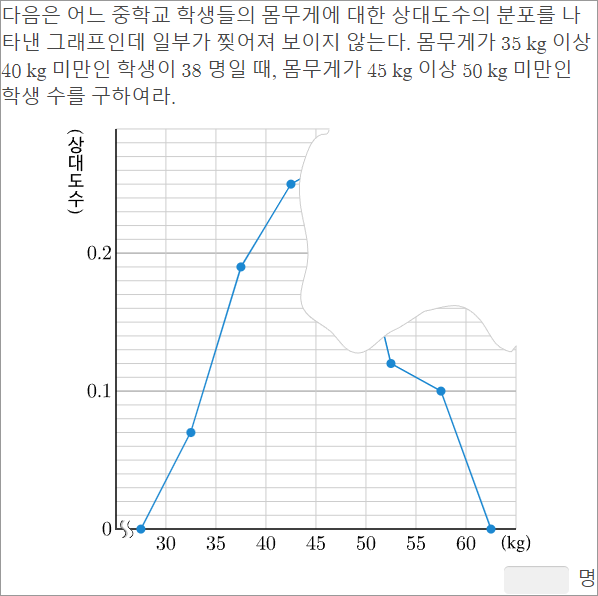 다음은 어느 중학교 학생들의 몸무게에 대한 상대도수의 분포를 나
타낸 그래프인데 일부가 찢어져 보이지 않는다. 몸무게가 35 kg 이상
40 kg 미만인 학생이 38 명일 때, 몸무게가 45 kg 이상 50 kg 미만인
학생 수를 구하여라.
(상대도수)
0.2
0.1
0
30 35 40 45 50 55 60 (kg)
명